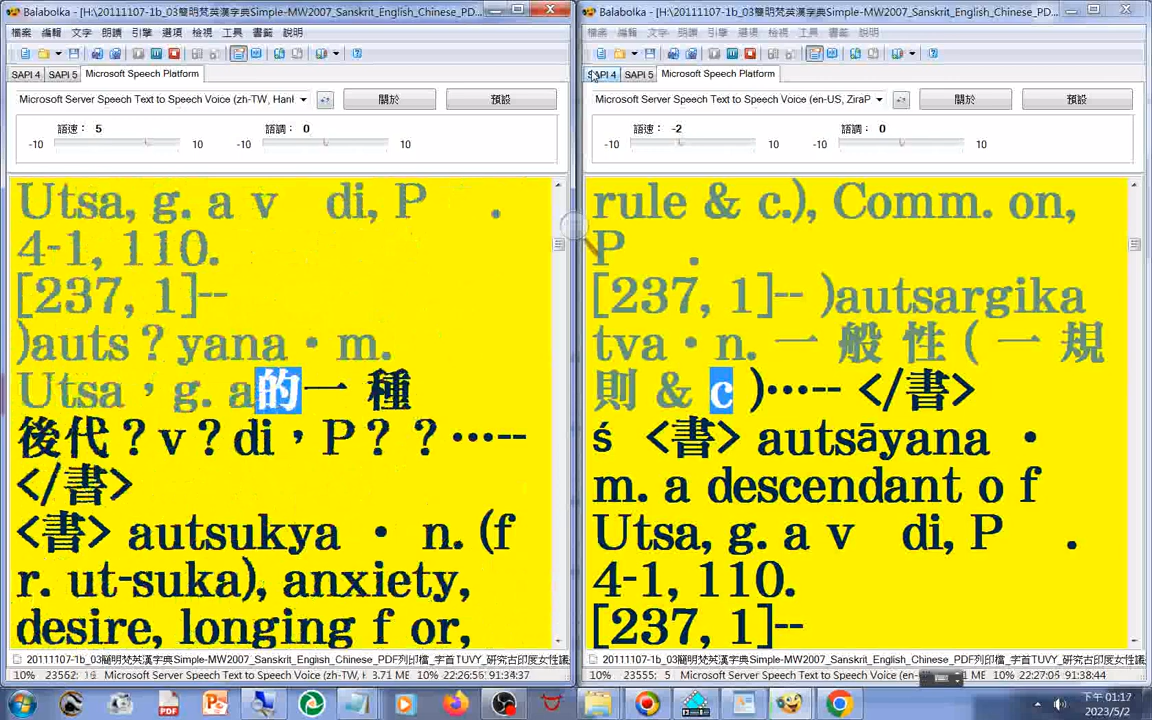 Balabolka - [H:\20111107-1b_03簡明梵英漢字典Simple-MW2007_Sanskrit_English_Chinese_PD...
檔案 編輯 文字 朗讀 引擎 選項 檢視 工具 書籤 說明
SAPI 4 SAPI 5 Microsoft Speech Platform
Microsoft Server Speech Text to Speech Voice (zh-TW, Hanl 關於 預設
語速： 5 語調： 0
-10 10 -10 10
Utsa, g. a v di, P .
4-1, 110.
[237, 1]--
)auts？yana・m.
Utsa，g. a的一 種
後代？v？di，P？？…--
</書>
<書> autsukya ・ n. (f
r. ut-suka), anxiety,
desire, longing f or,
20111107-1b_03簡明梵英漢字典Simple-MW2007_Sanskrit_English_Chinese_PDF列印檔_字首TUVY_研究古印度女性議
10% 23562: Microsoft Server Speech Text to Speech Voice (zh-TW, 3.71 ME 10% 22:26:55 91:34:37
Balabolka - [H:\20111107-1b_03簡明梵英漢字典Simple-MW2007_Sanskrit_English_Chinese_PD...
檔案 編輯 文字 朗讀 引擎 選項 檢視 工具 書籤 說明
SAPI 4 SAPI 5 Microsoft Speech Platform
Microsoft Server Speech Text to Speech Voice (en-US, ZiraP 關於 預設
語速： -2 語調： 0
-10 10 -10 10
rule & c.), Comm. on,
P .
[237, 1]-- )autsargika
tva・n. 一 般 性 ( 一 規
則 & c )…-- </書>
ś <書> autsāyana ・
m. a descendant o f
Utsa, g. a v di, P .
4-1, 110.
[237, 1]--
20111107-1b_03簡明梵英漢字典Simple-MW2007_Sanskrit_English_Chinese_PDF列印檔_字首TUVY_研究古印度女性議
10% 23555: 5 Microsoft Server Speech Text to Speech Voice (en-u 10% 22:27:05 91:38:44
下午 01:17
2023/5/2